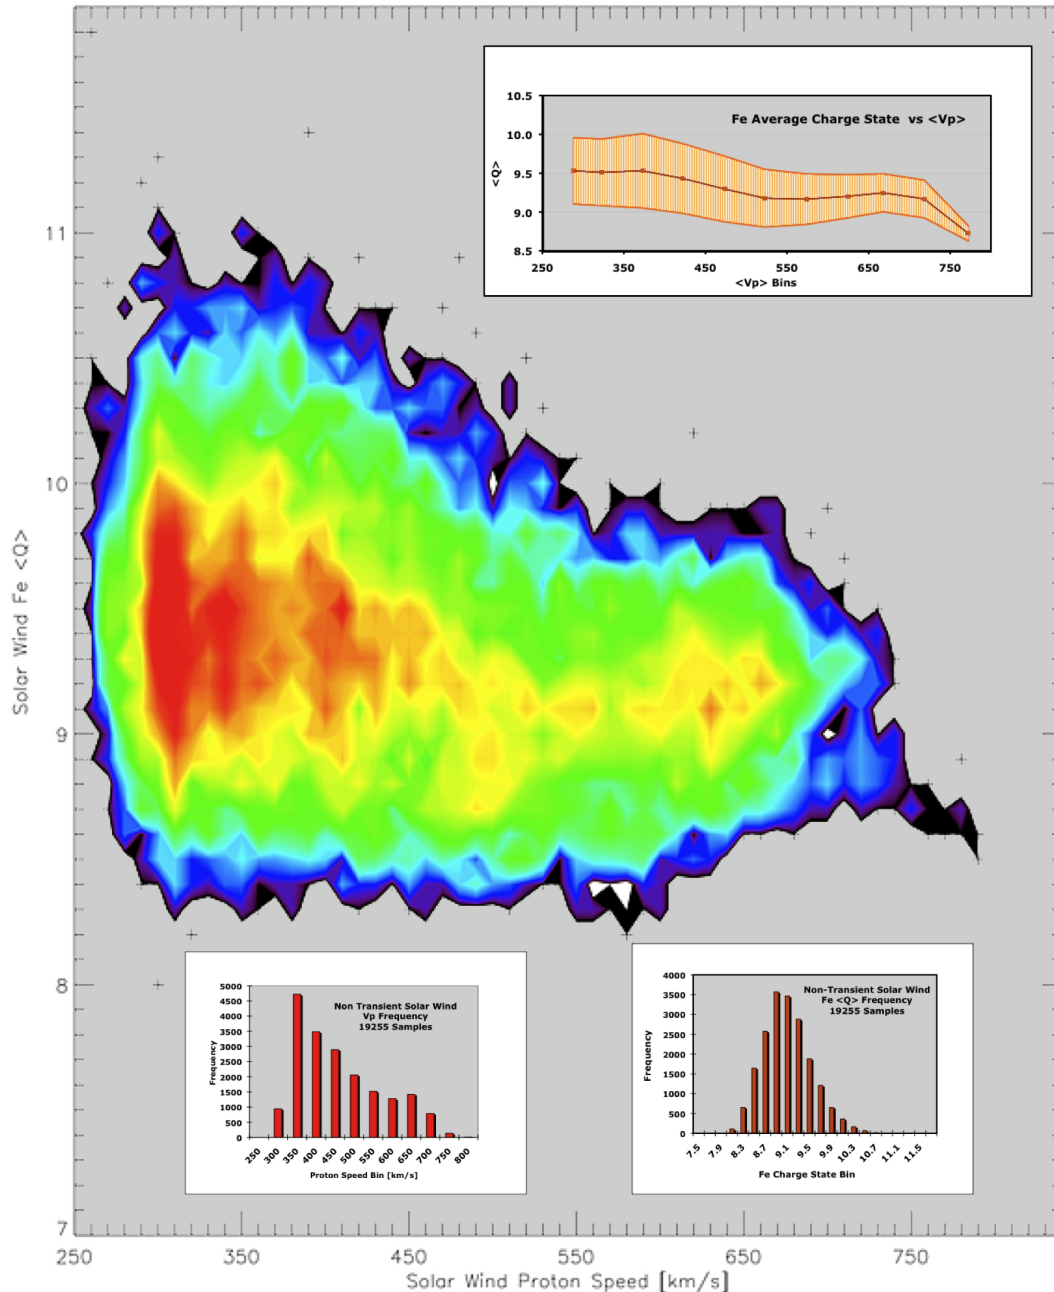 11
10
9
8
7
Solar Wind Fe <Q>
250 350 450 550 650 750
Solar Wind Proton Speed [km/s]
Fe Average Charge State vs <Vp>
10.5
10.0
9.5
9.0
8.5
<Q>
250 350 450 550 650 750
<Vp> Bins
Non Transient Solar Wind
Vp Frequency
19255 Samples
5000
4500
4000
3500
3000
2500
2000
1500
1000
500
0
Frequency
250 300 350 400 450 500 550 600 650 700 750 800
Proton Speed Bin [km/s]
Non-Transient Solar Wind
Fe <Q> Frequency
19255 Samples
4000
3500
3000
2500
2000
1500
1000
500
0
Frequency
7.5 7.9 8.3 8.7 9.1 9.5 9.9 10.3 10.7 11.1 11.5
Fe Charge State Bin